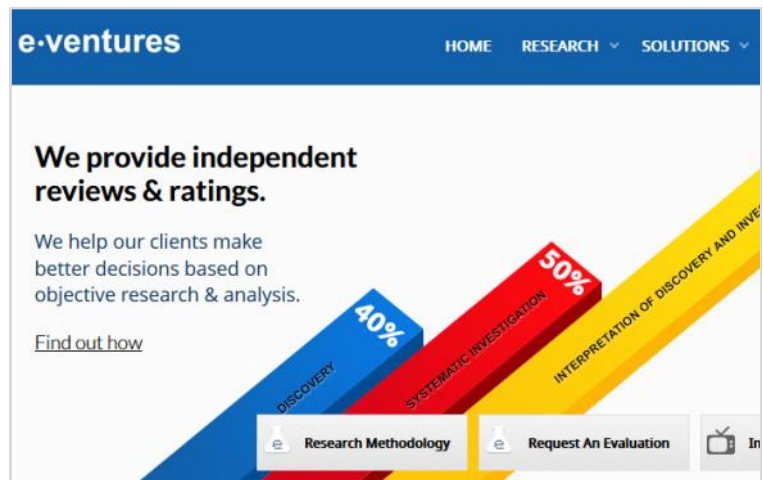 e·ventures
HOME RESEARCH SOLUTIONS
We provide independent
reviews & ratings.
We help our clients make
better decisions based on
objective research & analysis.
Find out how
40%
DISCOVERY
50%
SYSTEMATIC INVESTIGATION
INTERPRETATION OF DISCOVERY AND
e Research Methodology
e Request An Evaluation